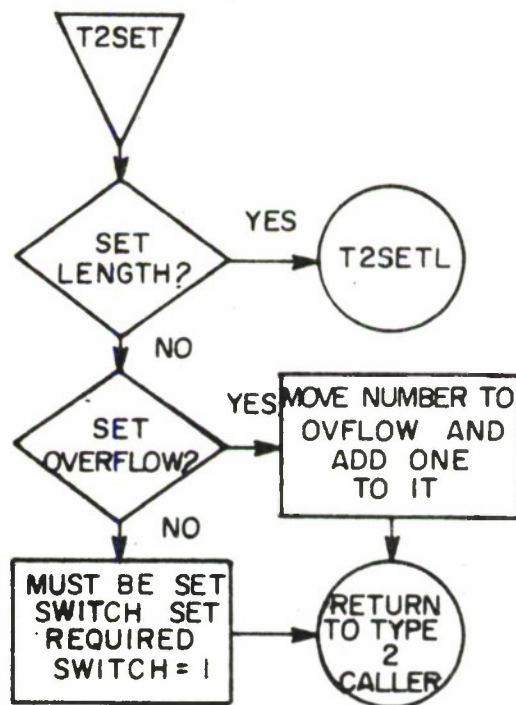 T2SET
SET
LENGTH?
YES
T2SETL
NO
SET
OVERFLOW?
YES
MOVE NUMBER TO
OVFLOW AND
ADD ONE
TO IT
NO
MUST BE SET
SWITCH SET
REQUIRED
SWITCH = 1
RETURN
TO TYPE
2
CALLER